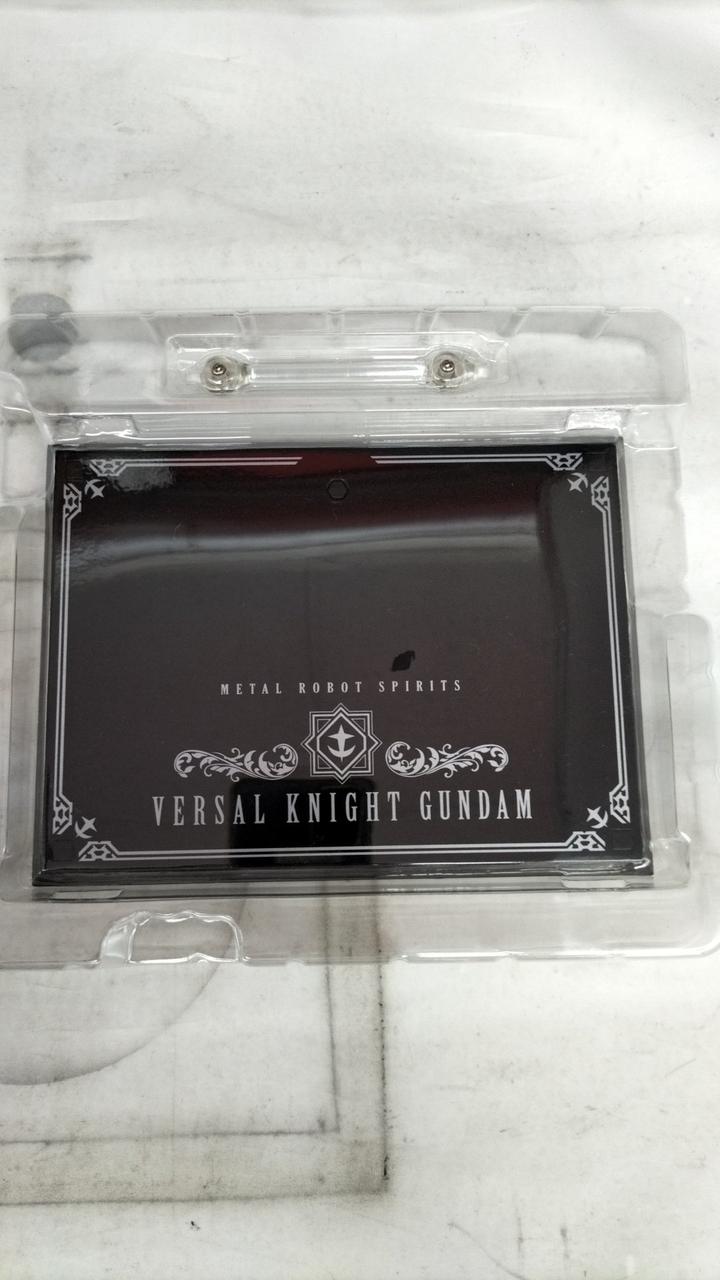 METAL ROBOT SPIRITS
VERSAL KNIGHT GUNDAM